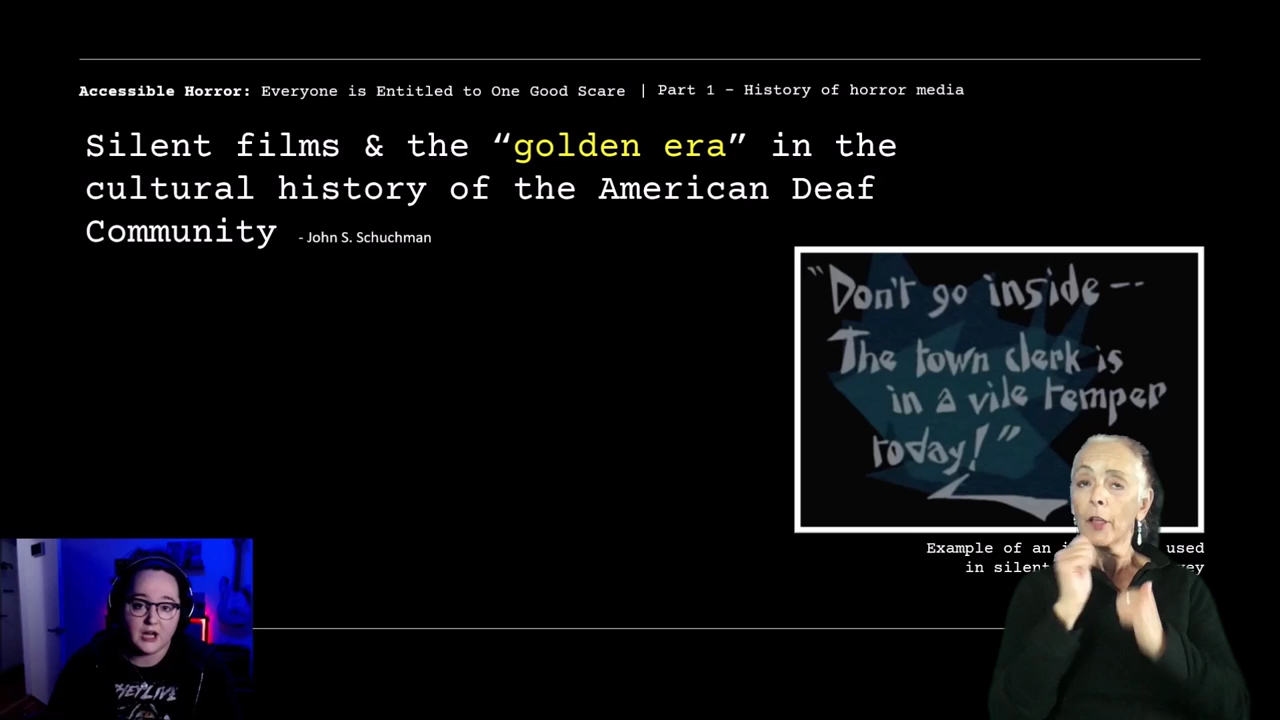 Accessible Horror: Everyone is Entitled to One Good Scare | Part 1 – History of horror media
Silent films & the “golden era” in the
cultural history of the American Deaf
Community - John S. Schuchman
“Don't go inside--
The town clerk is
in a vile temper
today!”
Example of an used
in silent
THEY LIVE